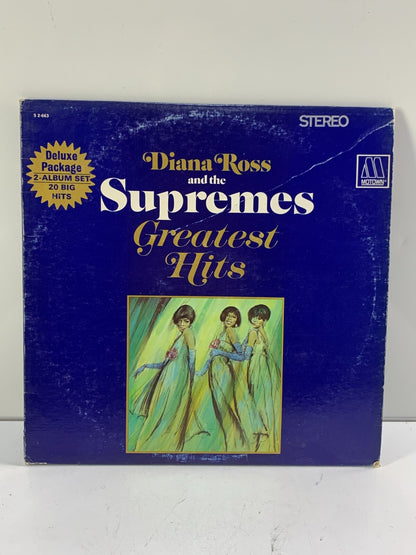 S 2-663
STEREO
Deluxe
Package
2-ALBUM SET
20 BIG
HITS
Diana Ross
and the
Supremes
Greatest
Hits
M
MOTOWN